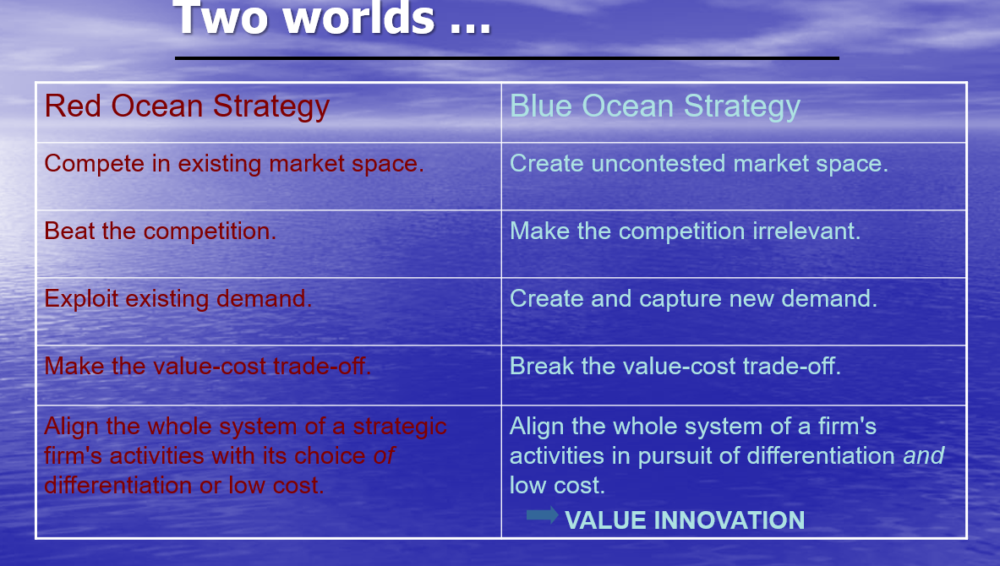 Two worlds ...
Red Ocean Strategy
Blue Ocean Strategy
Compete in existing market space.
Create uncontested market space.
Beat the competition.
Make the competition irrelevant.
Exploit existing demand.
Create and capture new demand.
Make the value-cost trade-off.
Break the value-cost trade-off.
Align the whole system of a strategic
firm's activities with its choice of
differentiation or low cost.
Align the whole system of a firm's
activities in pursuit of differentiation and
low cost.
VALUE INNOVATION